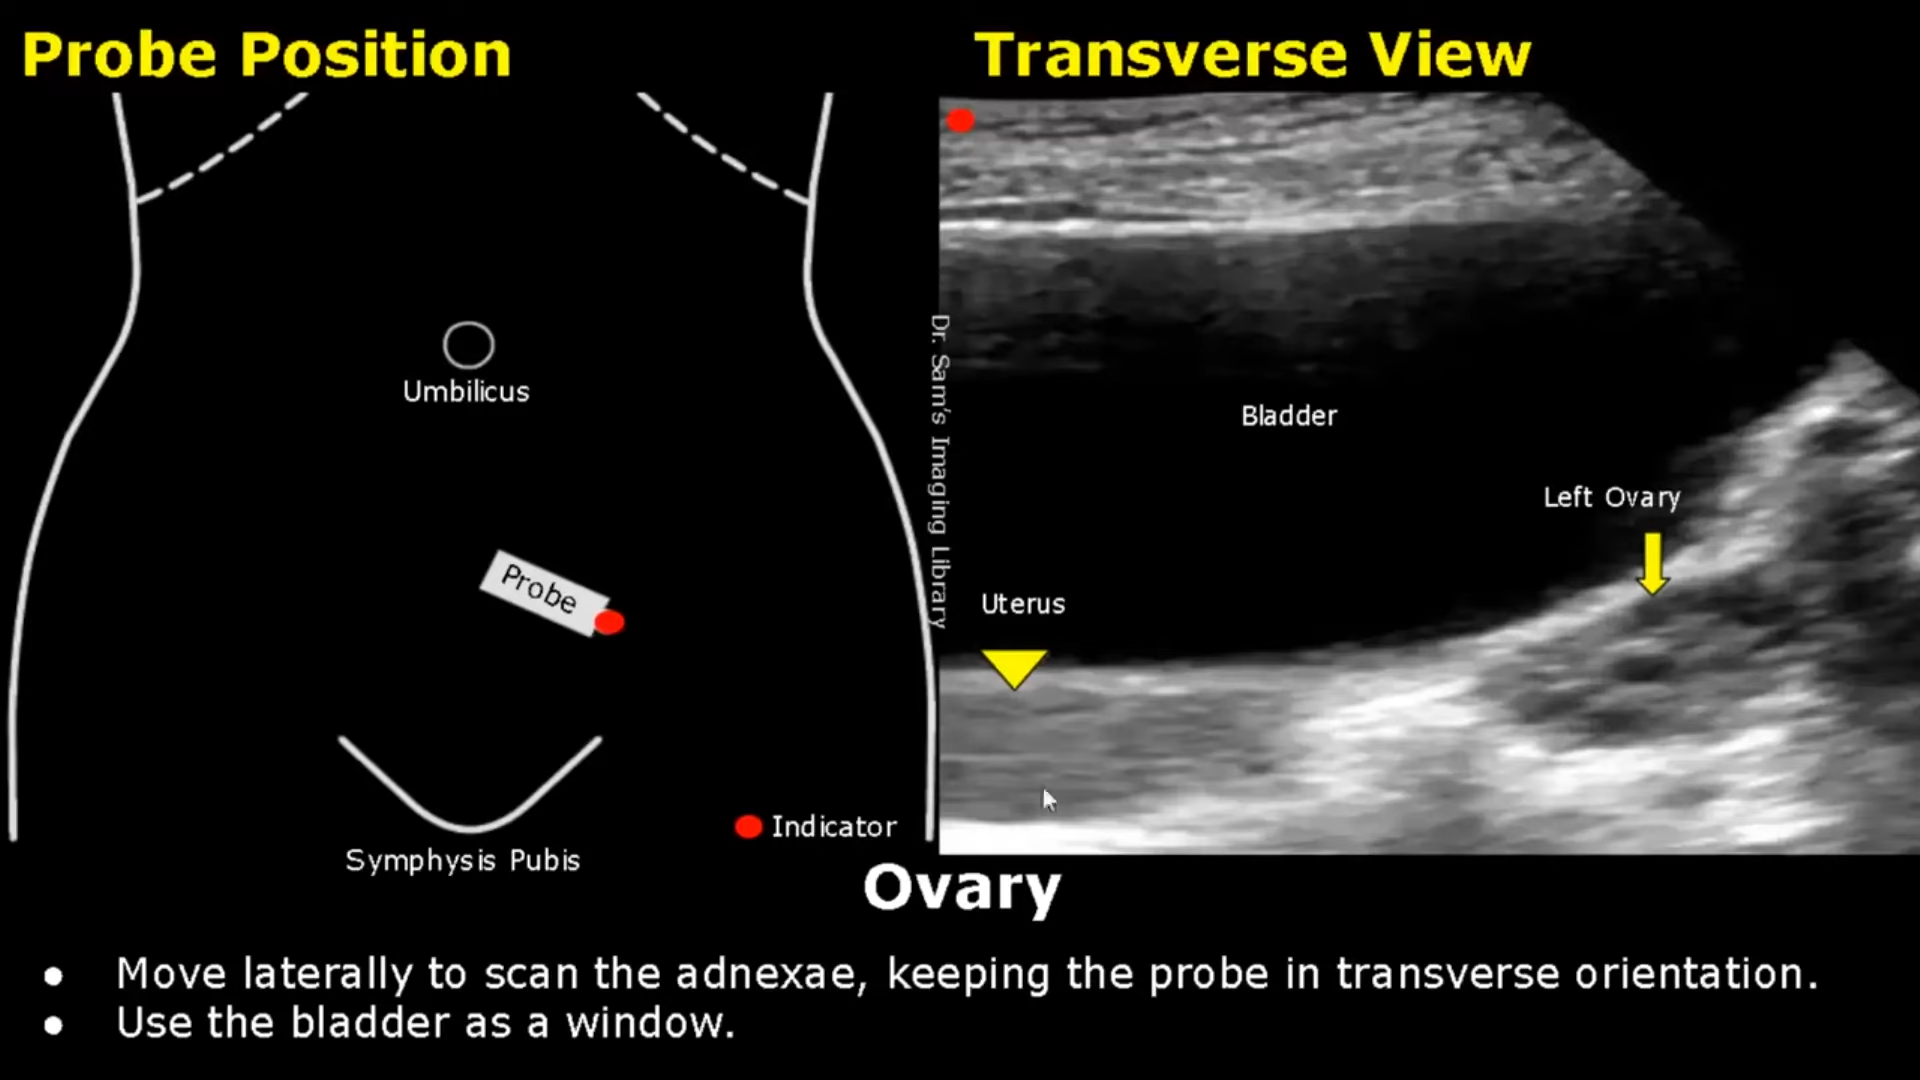 Probe Position
Transverse View
Umbilicus
Probe
Indicator
Symphysis Pubis
Dr. Sam's Imaging Library
Bladder
Left Ovary
Uterus
Ovary
• Move laterally to scan the adnexae, keeping the probe in transverse orientation.
• Use the bladder as a window.